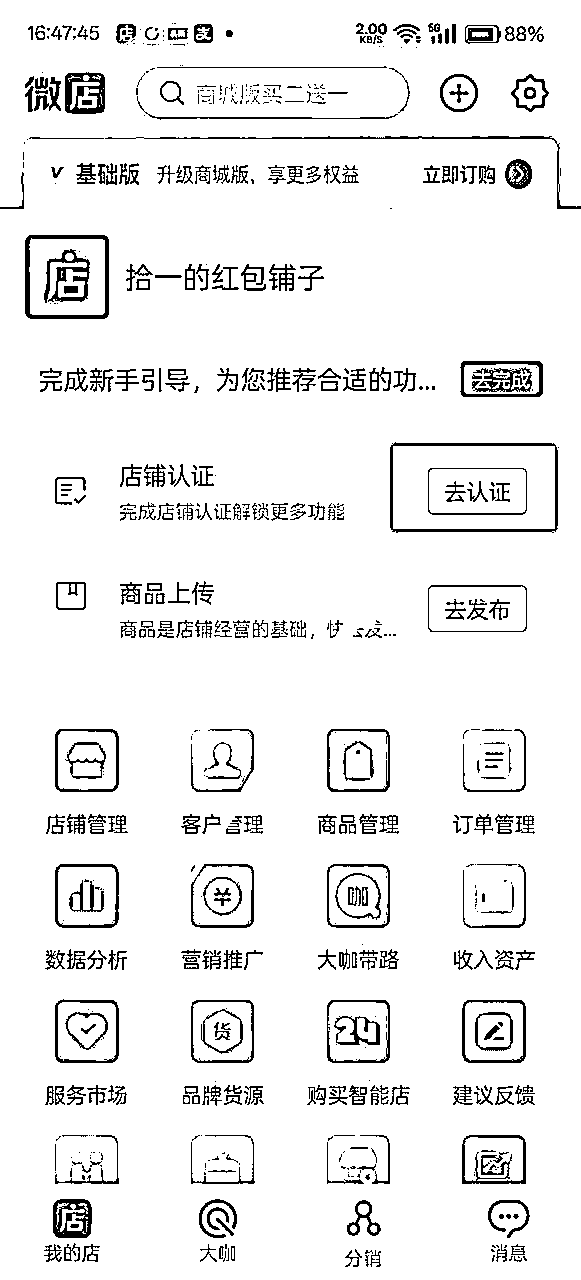 16:47:45 2.00 KB/S 5G 88%
微店 商城版买二送一
基础版 升级商城版，享更多权益 立即订购
店 拾一的红包铺子
完成新手引导，为您推荐合适的功... 去完成
店铺认证
完成店铺认证解锁更多功能
去认证
商品上传
商品是店铺经营的基础，快
去发布
店铺管理 客户管理 商品管理 订单管理
数据分析 营销推广 大咖带路 收入资产
服务市场 品牌货源 购买智能店 建议反馈
我的店 大咖 分销 消息